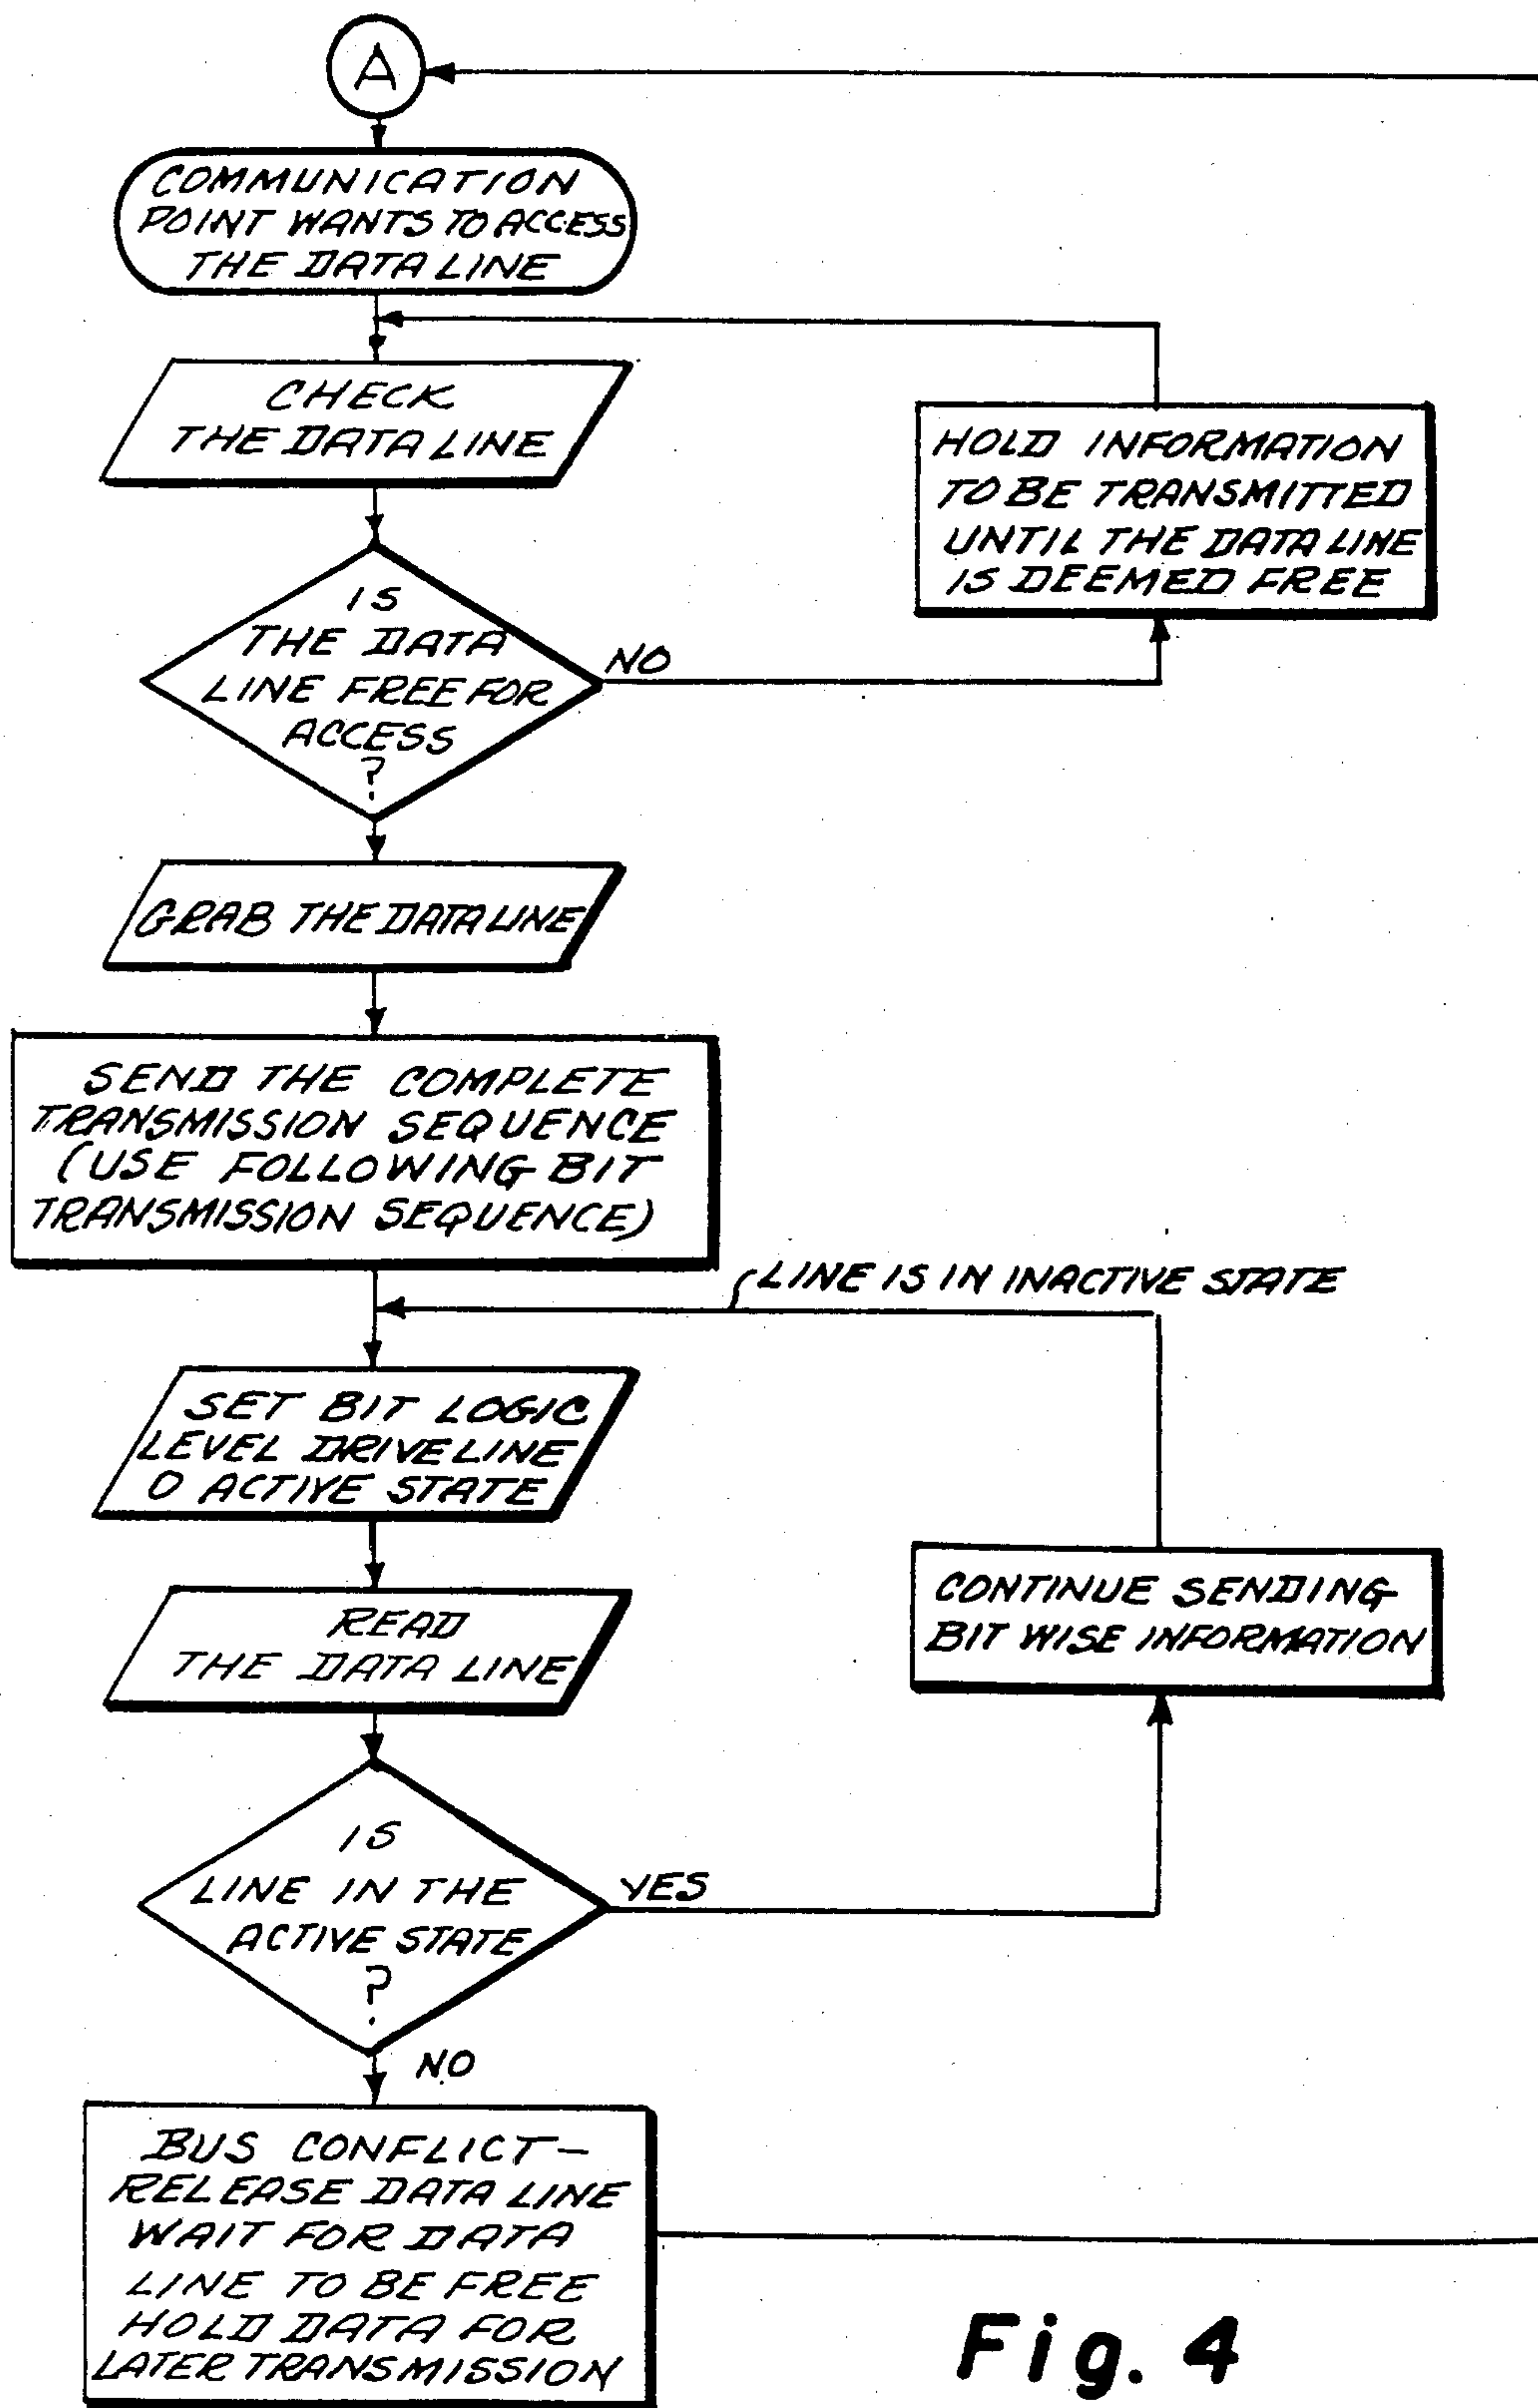 A
COMMUNICATION
POINT WANTS TO ACCESS
THE DATA LINE
CHECK
THE DATA LINE
HOLD INFORMATION
TO BE TRANSMITTED
UNTIL THE DATA LINE
IS DEEMED FREE
IS
THE DATA
LINE FREE FOR
ACCESS
?
NO
GRAB THE DATA LINE
SEND THE COMPLETE
TRANSMISSION SEQUENCE
(USE FOLLOWING BIT
TRANSMISSION SEQUENCE)
LINE IS IN INACTIVE STATE
SET BIT LOGIC
LEVEL DRIVE LINE
O ACTIVE STATE
READ
THE DATA LINE
CONTINUE SENDING
BIT WISE INFORMATION
IS
LINE IN THE
ACTIVE STATE
?
YES
NO
BUS CONFLICT-
RELEASE DATA LINE
WAIT FOR DATA
LINE TO BE FREE
HOLD DATA FOR
LATER TRANSMISSION
Fig. 4